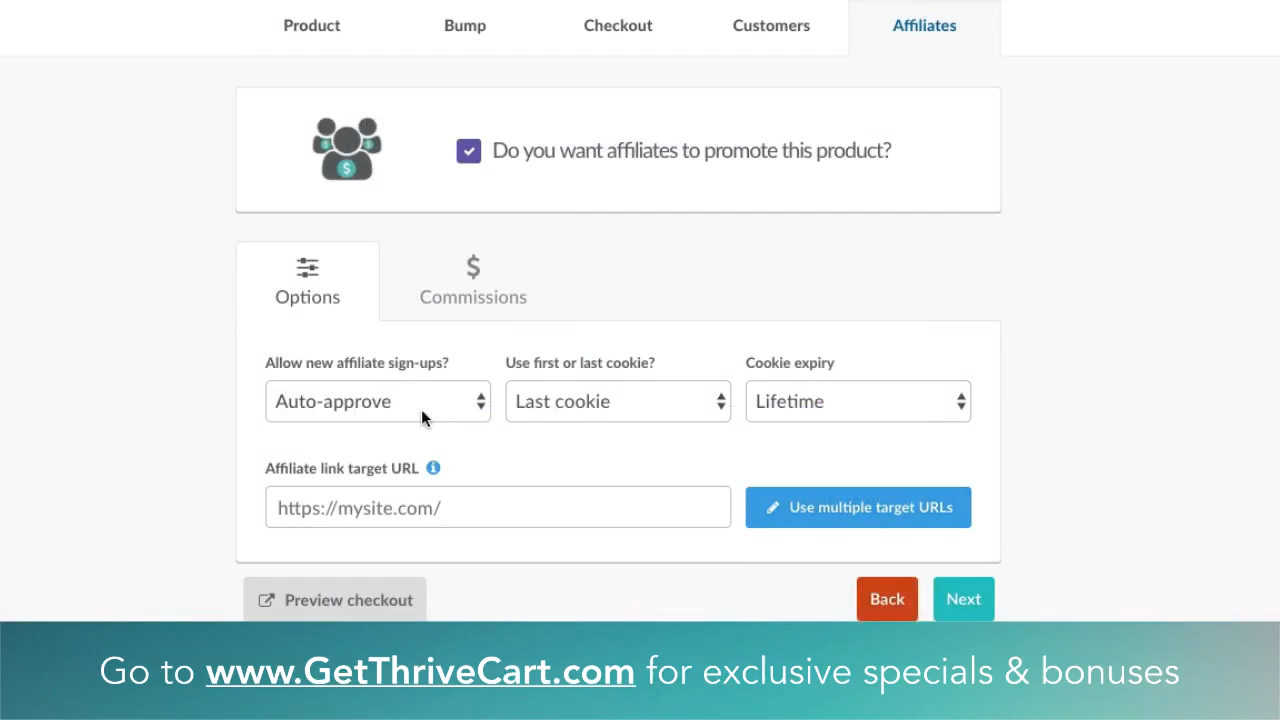 Product Bump Checkout Customers Affiliates
Do you want affiliates to promote this product?
$
$ $
$
Options Commissions
Allow new affiliate sign-ups? Use first or last cookie? Cookie expiry
Auto-approve Last cookie Lifetime
Affiliate link target URL
https://mysite.com/ Use multiple target URLs
Preview checkout Back Next
Go to www.GetThriveCart.com for exclusive specials & bonuses